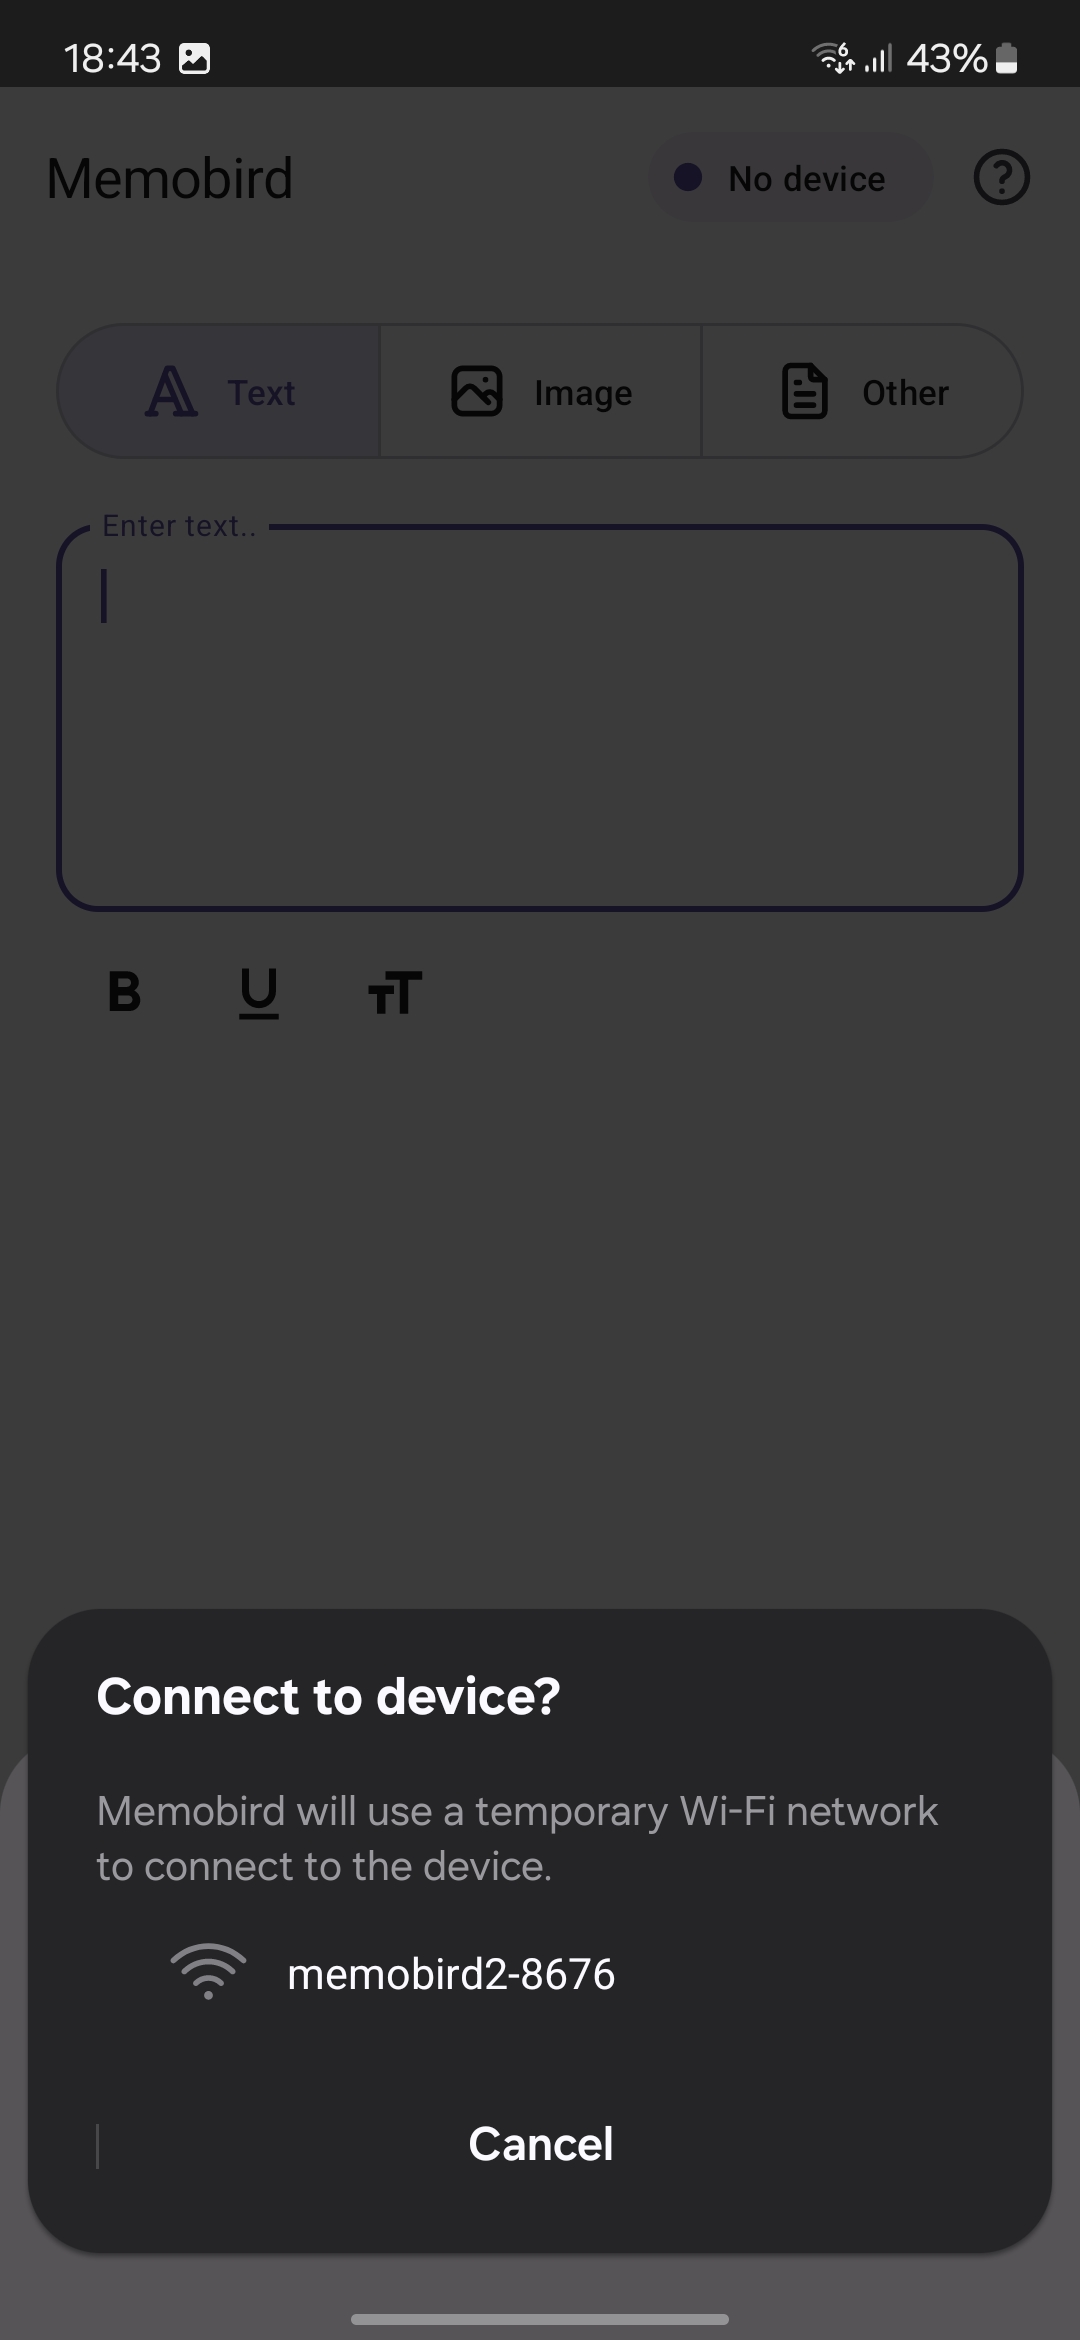 18:43
6
43%
Memobird
No device
Text
Image
Other
Enter text..
B
U
TT
Connect to device?
Memobird will use a temporary Wi-Fi network
to connect to the device.
memobird2-8676
Cancel